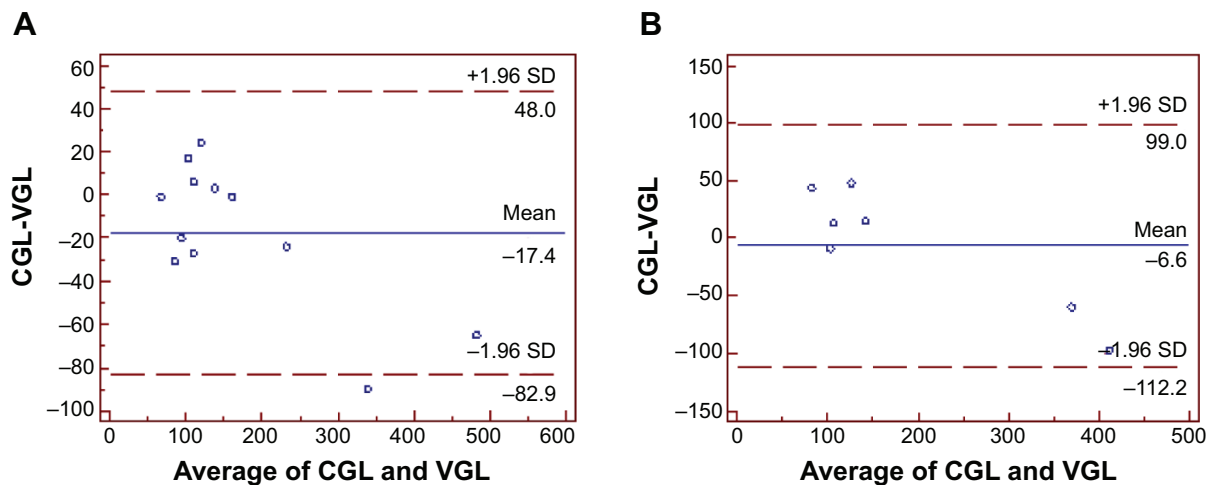 A
CGL-VGL
60
40
20
0
–20
–40
–60
–80
–100
+1.96 SD
48.0
Mean
–17.4
–1.96 SD
–82.9
0 100 200 300 400 500 600
Average of CGL and VGL
B
CGL-VGL
150
100
50
0
–50
–100
–150
+1.96 SD
99.0
Mean
–6.6
–1.96 SD
–112.2
0 100 200 300 400 500
Average of CGL and VGL